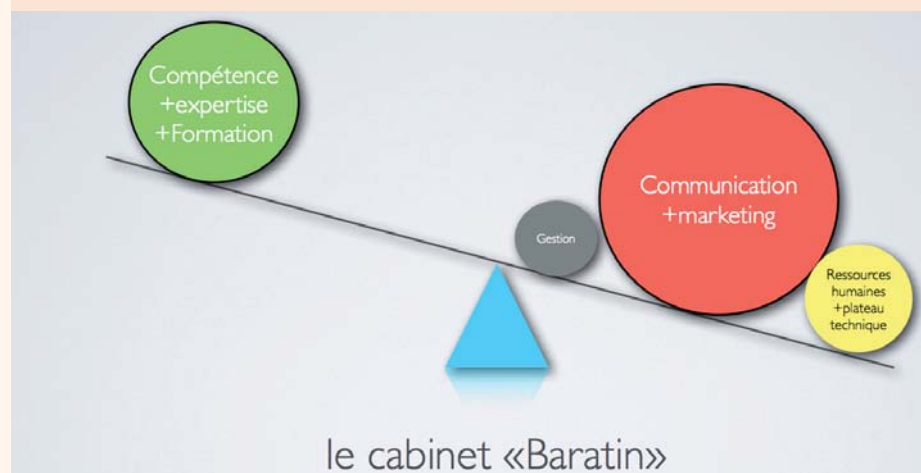 Compétence
+expertise
+Formation
Communication
+marketing
Gestion
Ressources
humaines
+plateau
technique
le cabinet «Baratin»